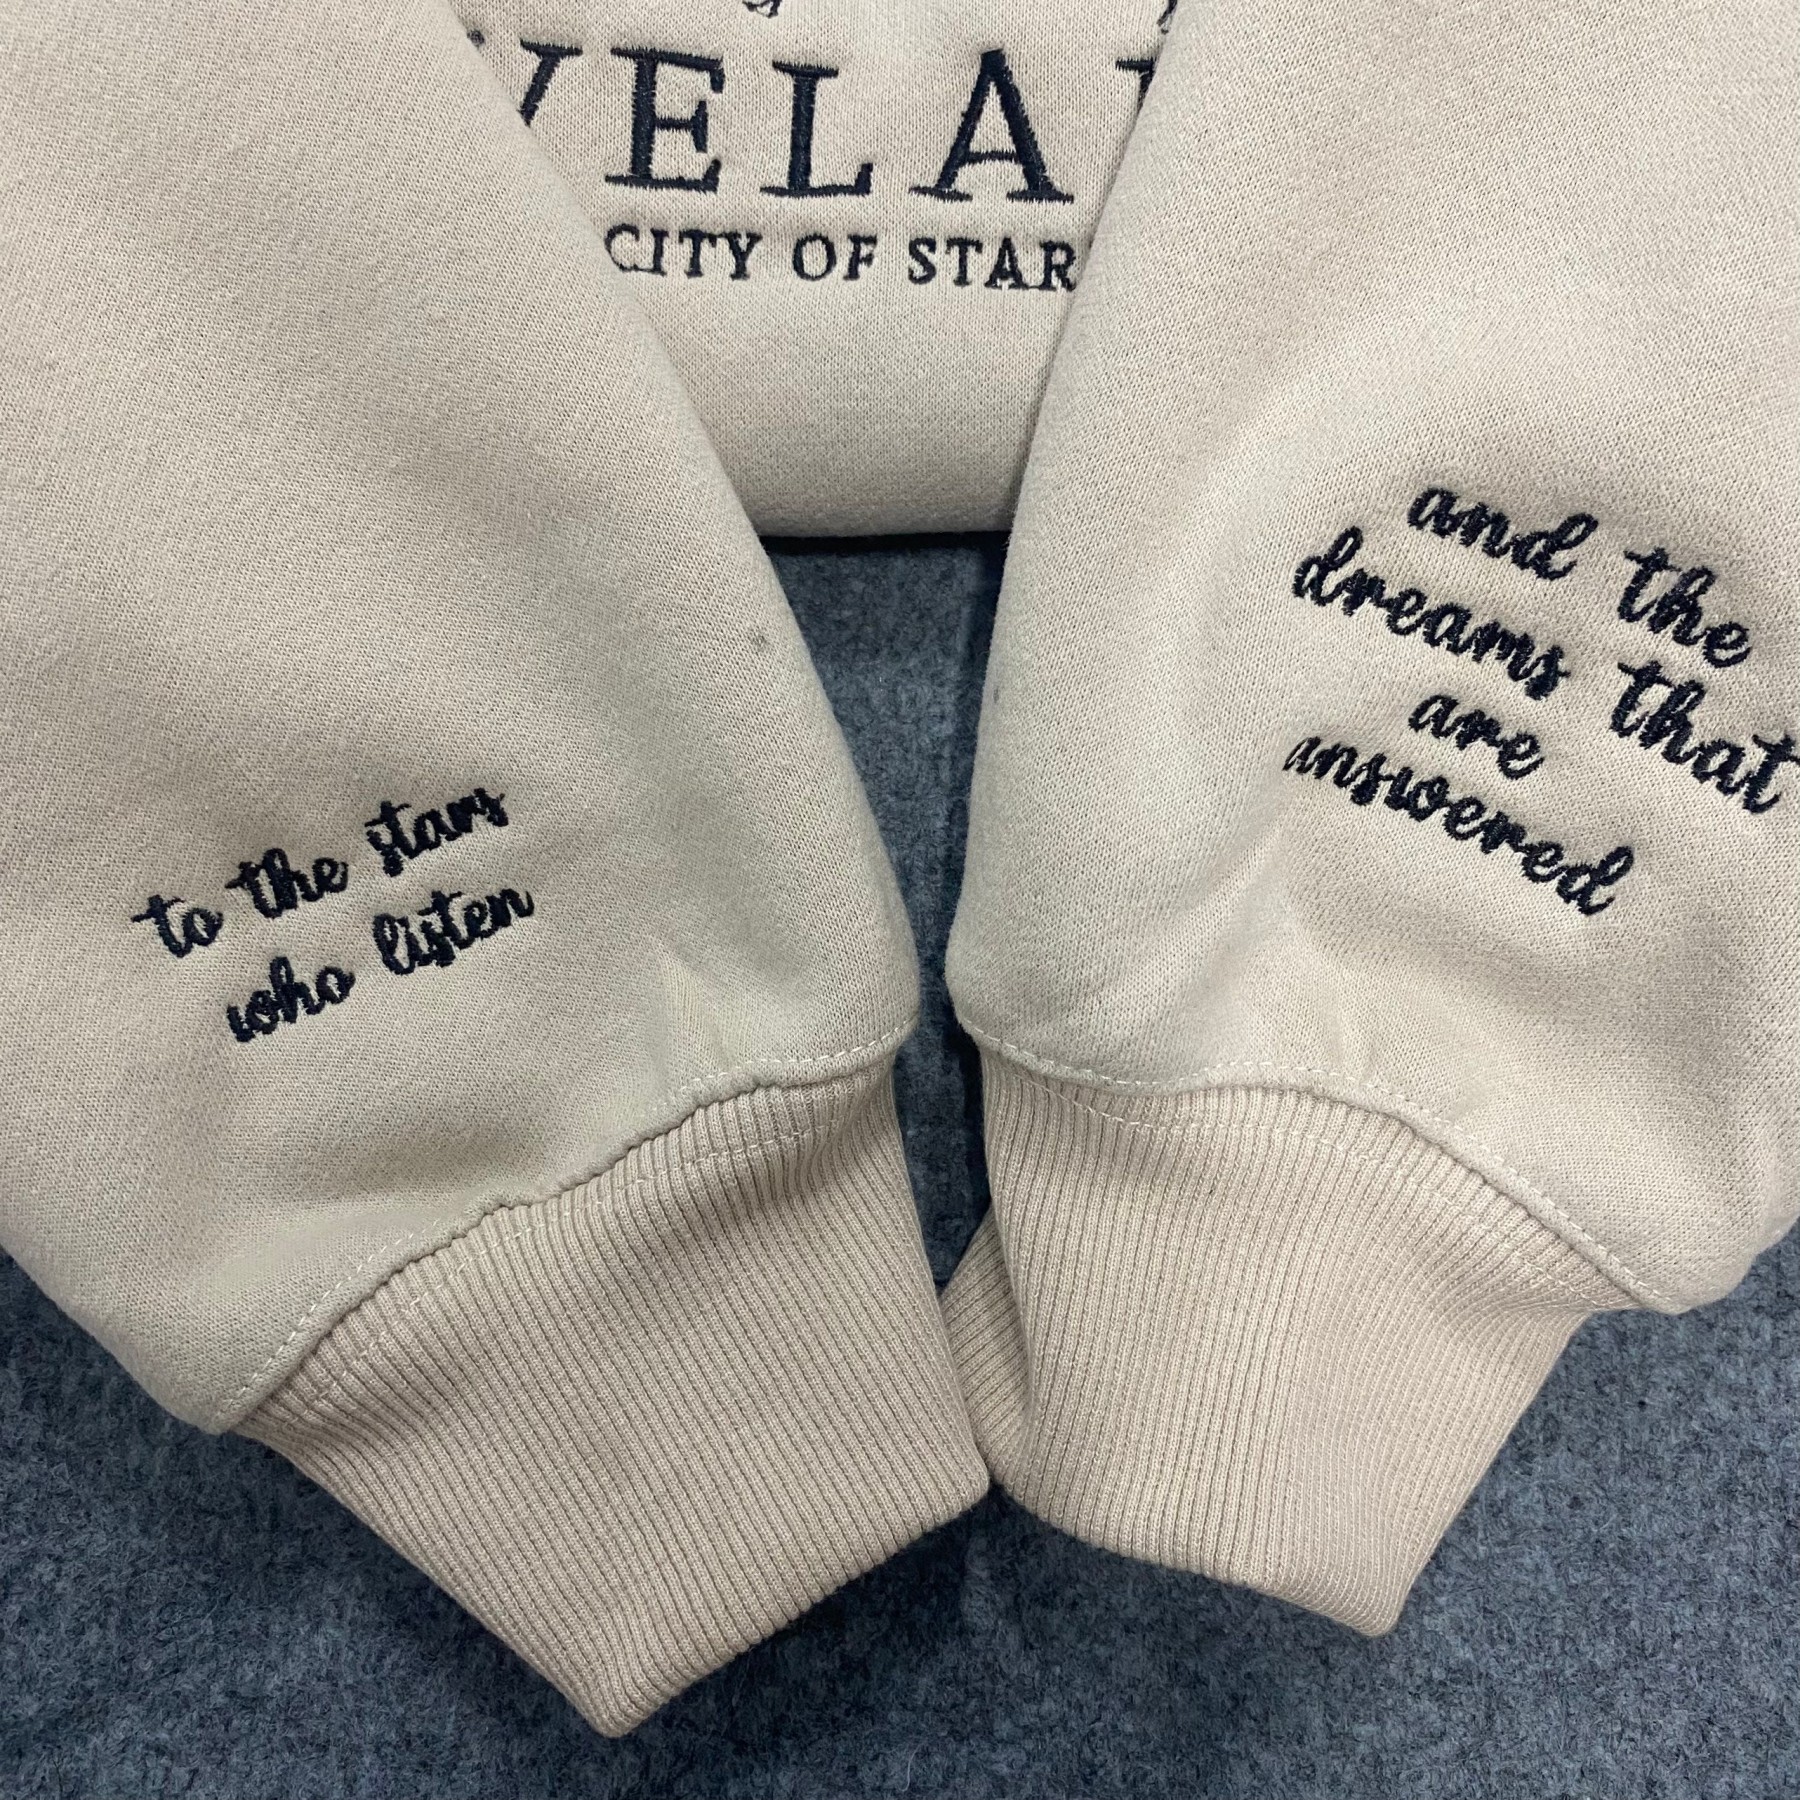 VELA
CITY OF STAR
to the stars
who listen
and the
dreams that
are
answered